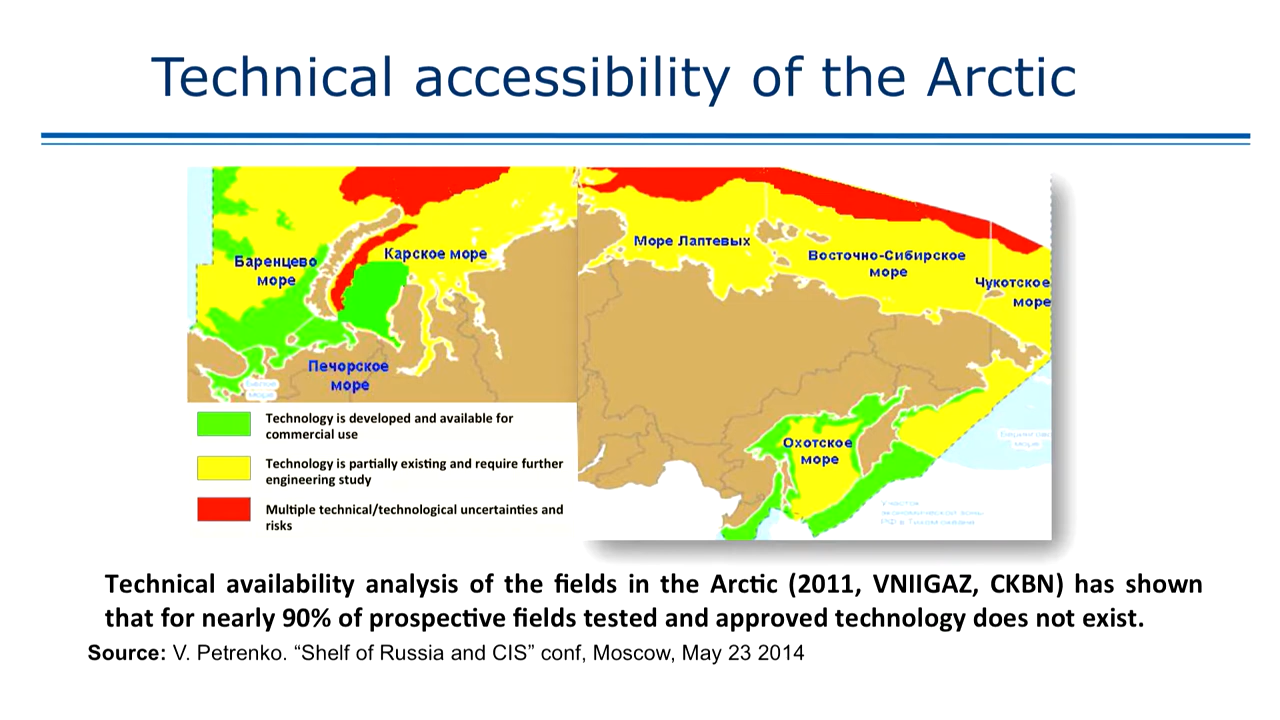 Technical accessibility of the Arctic
Баренцево
море
Карское море
Печорское
море
Белое
море
Море Лаптевых
Восточно-Сибирское
море
Чукотское
море
Охотское
море
Technology is developed and available for
commercial use
Technology is partially existing and require further
engineering study
Multiple technical/technological uncertainties and
risks
Technical availability analysis of the fields in the Arctic (2011, VNIIGAZ, CKBN) has shown
that for nearly 90% of prospective fields tested and approved technology does not exist.
Source: V. Petrenko. “Shelf of Russia and CIS” conf, Moscow, May 23 2014